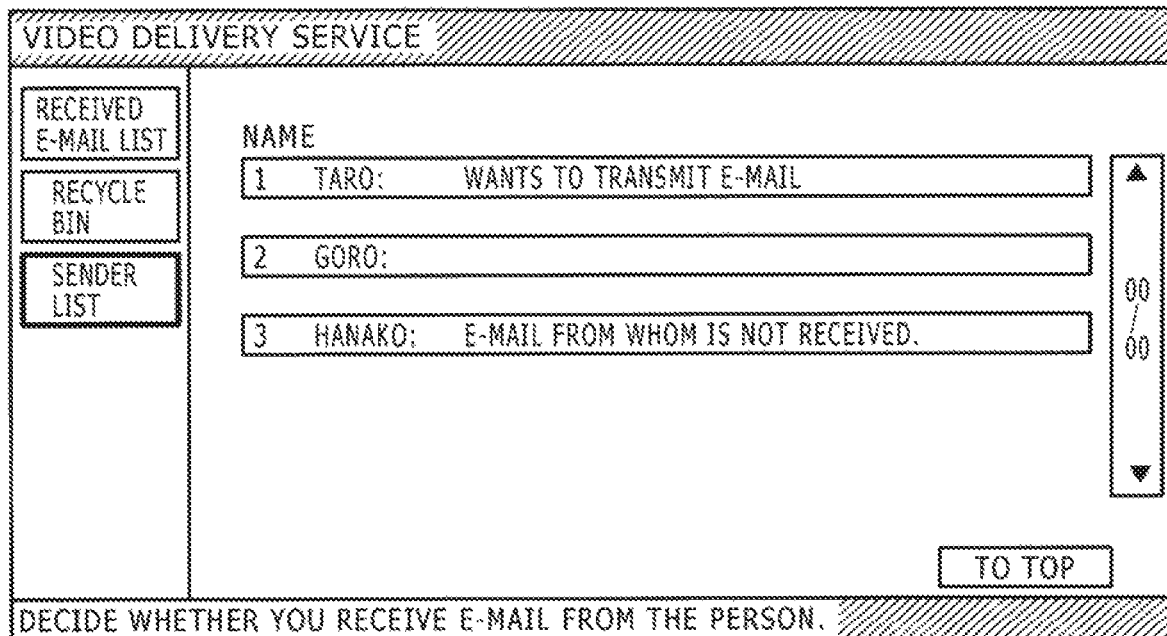 VIDEO DELIVERY SERVICE
RECEIVED
E-MAIL LIST
RECYCLE
BIN
SENDER
LIST
NAME
1 TARO: WANTS TO TRANSMIT E-MAIL
2 GORO:
3 HANAKO: E-MAIL FROM WHOM IS NOT RECEIVED.
▲
00
/
00
▼
TO TOP
DECIDE WHETHER YOU RECEIVE E-MAIL FROM THE PERSON.